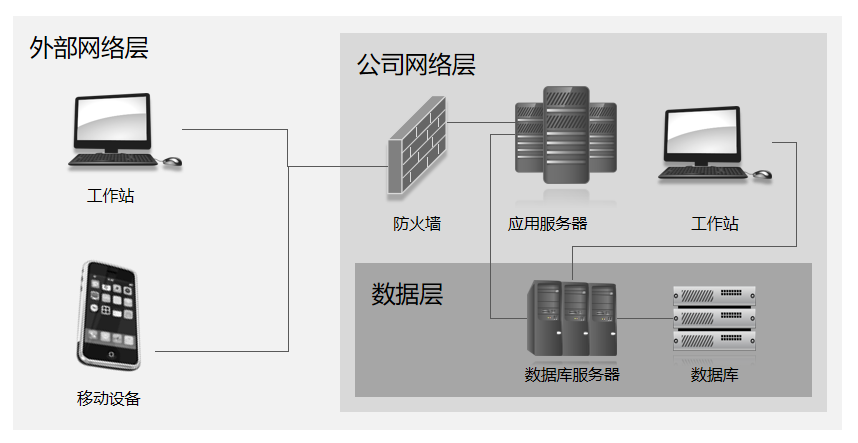 外部网络层
公司网络层
工作站
防火墙
应用服务器
工作站
数据层
数据库服务器
数据库
移动设备